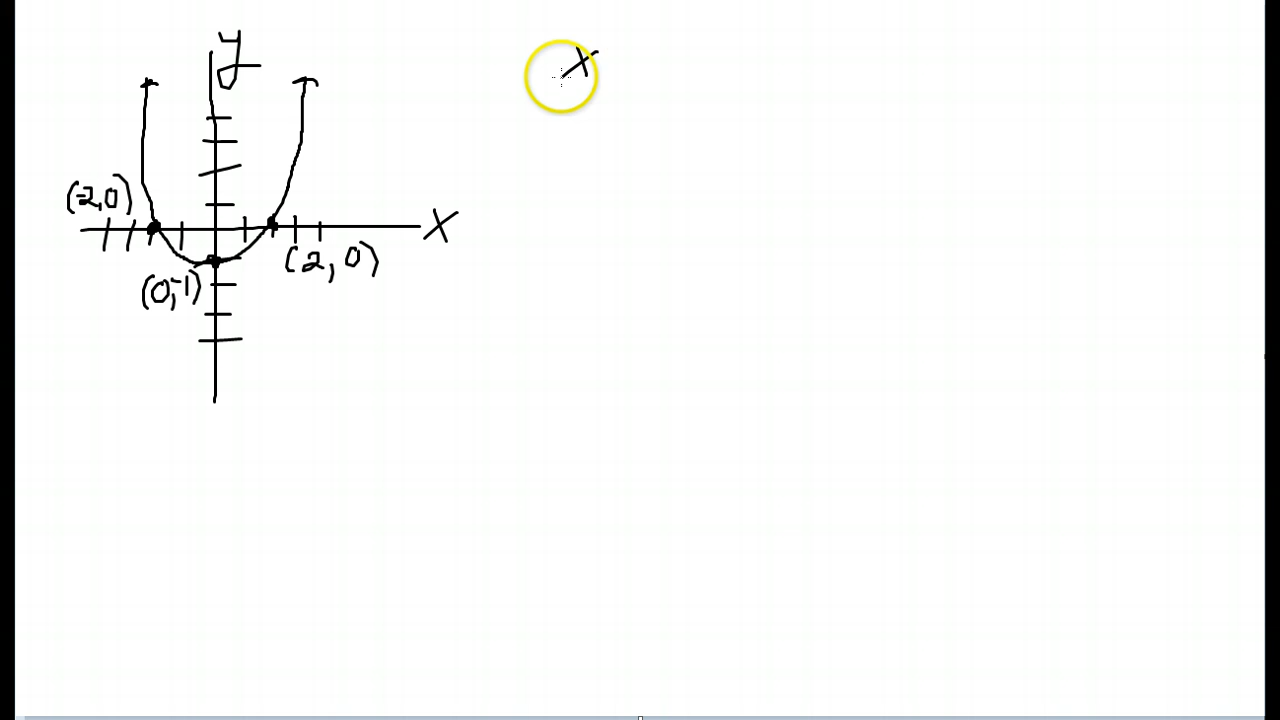 y
X
(-2,0)
X
(2,0)
(0,-1)